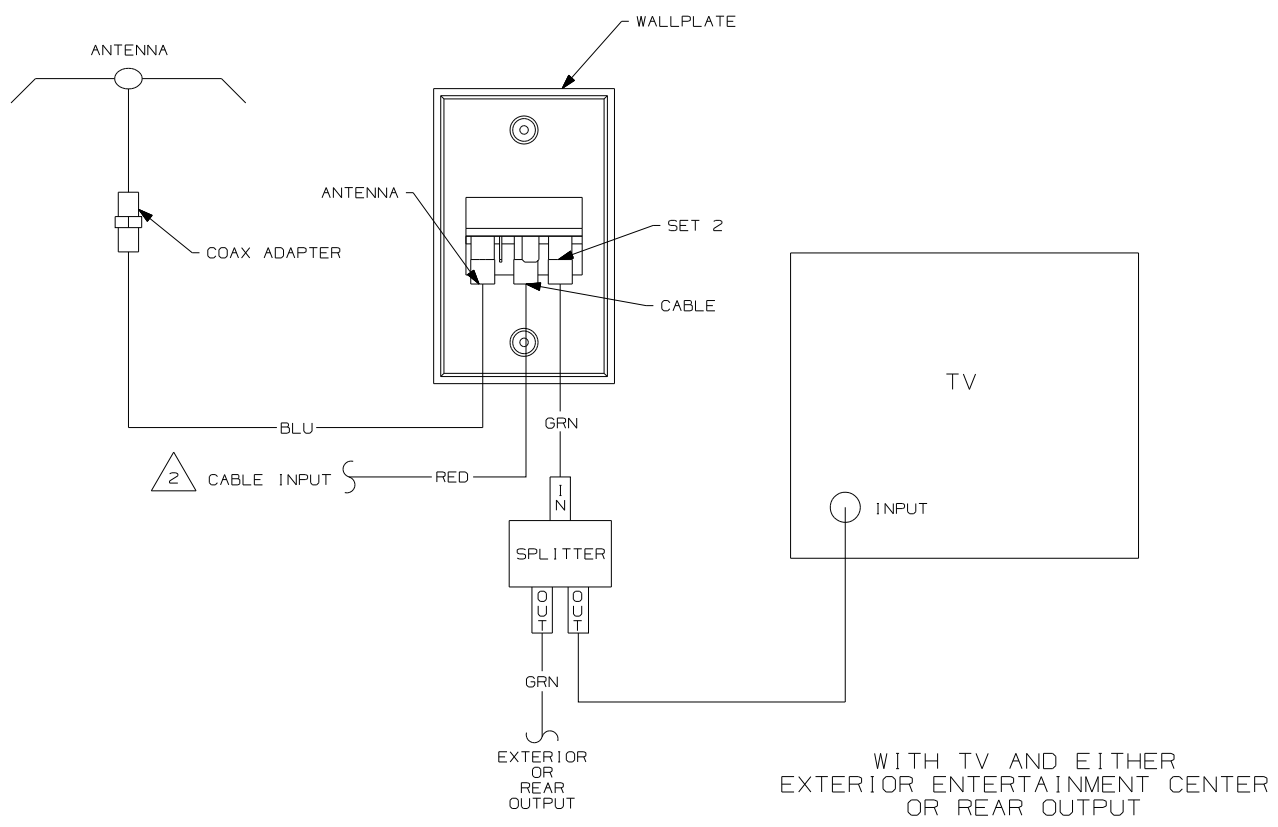 WALLPLATE
ANTENNA
ANTENNA
SET 2
COAX ADAPTER
CABLE
TV
BLU
GRN
2 CABLE INPUT
RED
IN
INPUT
SPLITTER
OUT
OUT
GRN
EXTERIOR
OR
REAR
OUTPUT
WITH TV AND EITHER
EXTERIOR ENTERTAINMENT CENTER
OR REAR OUTPUT